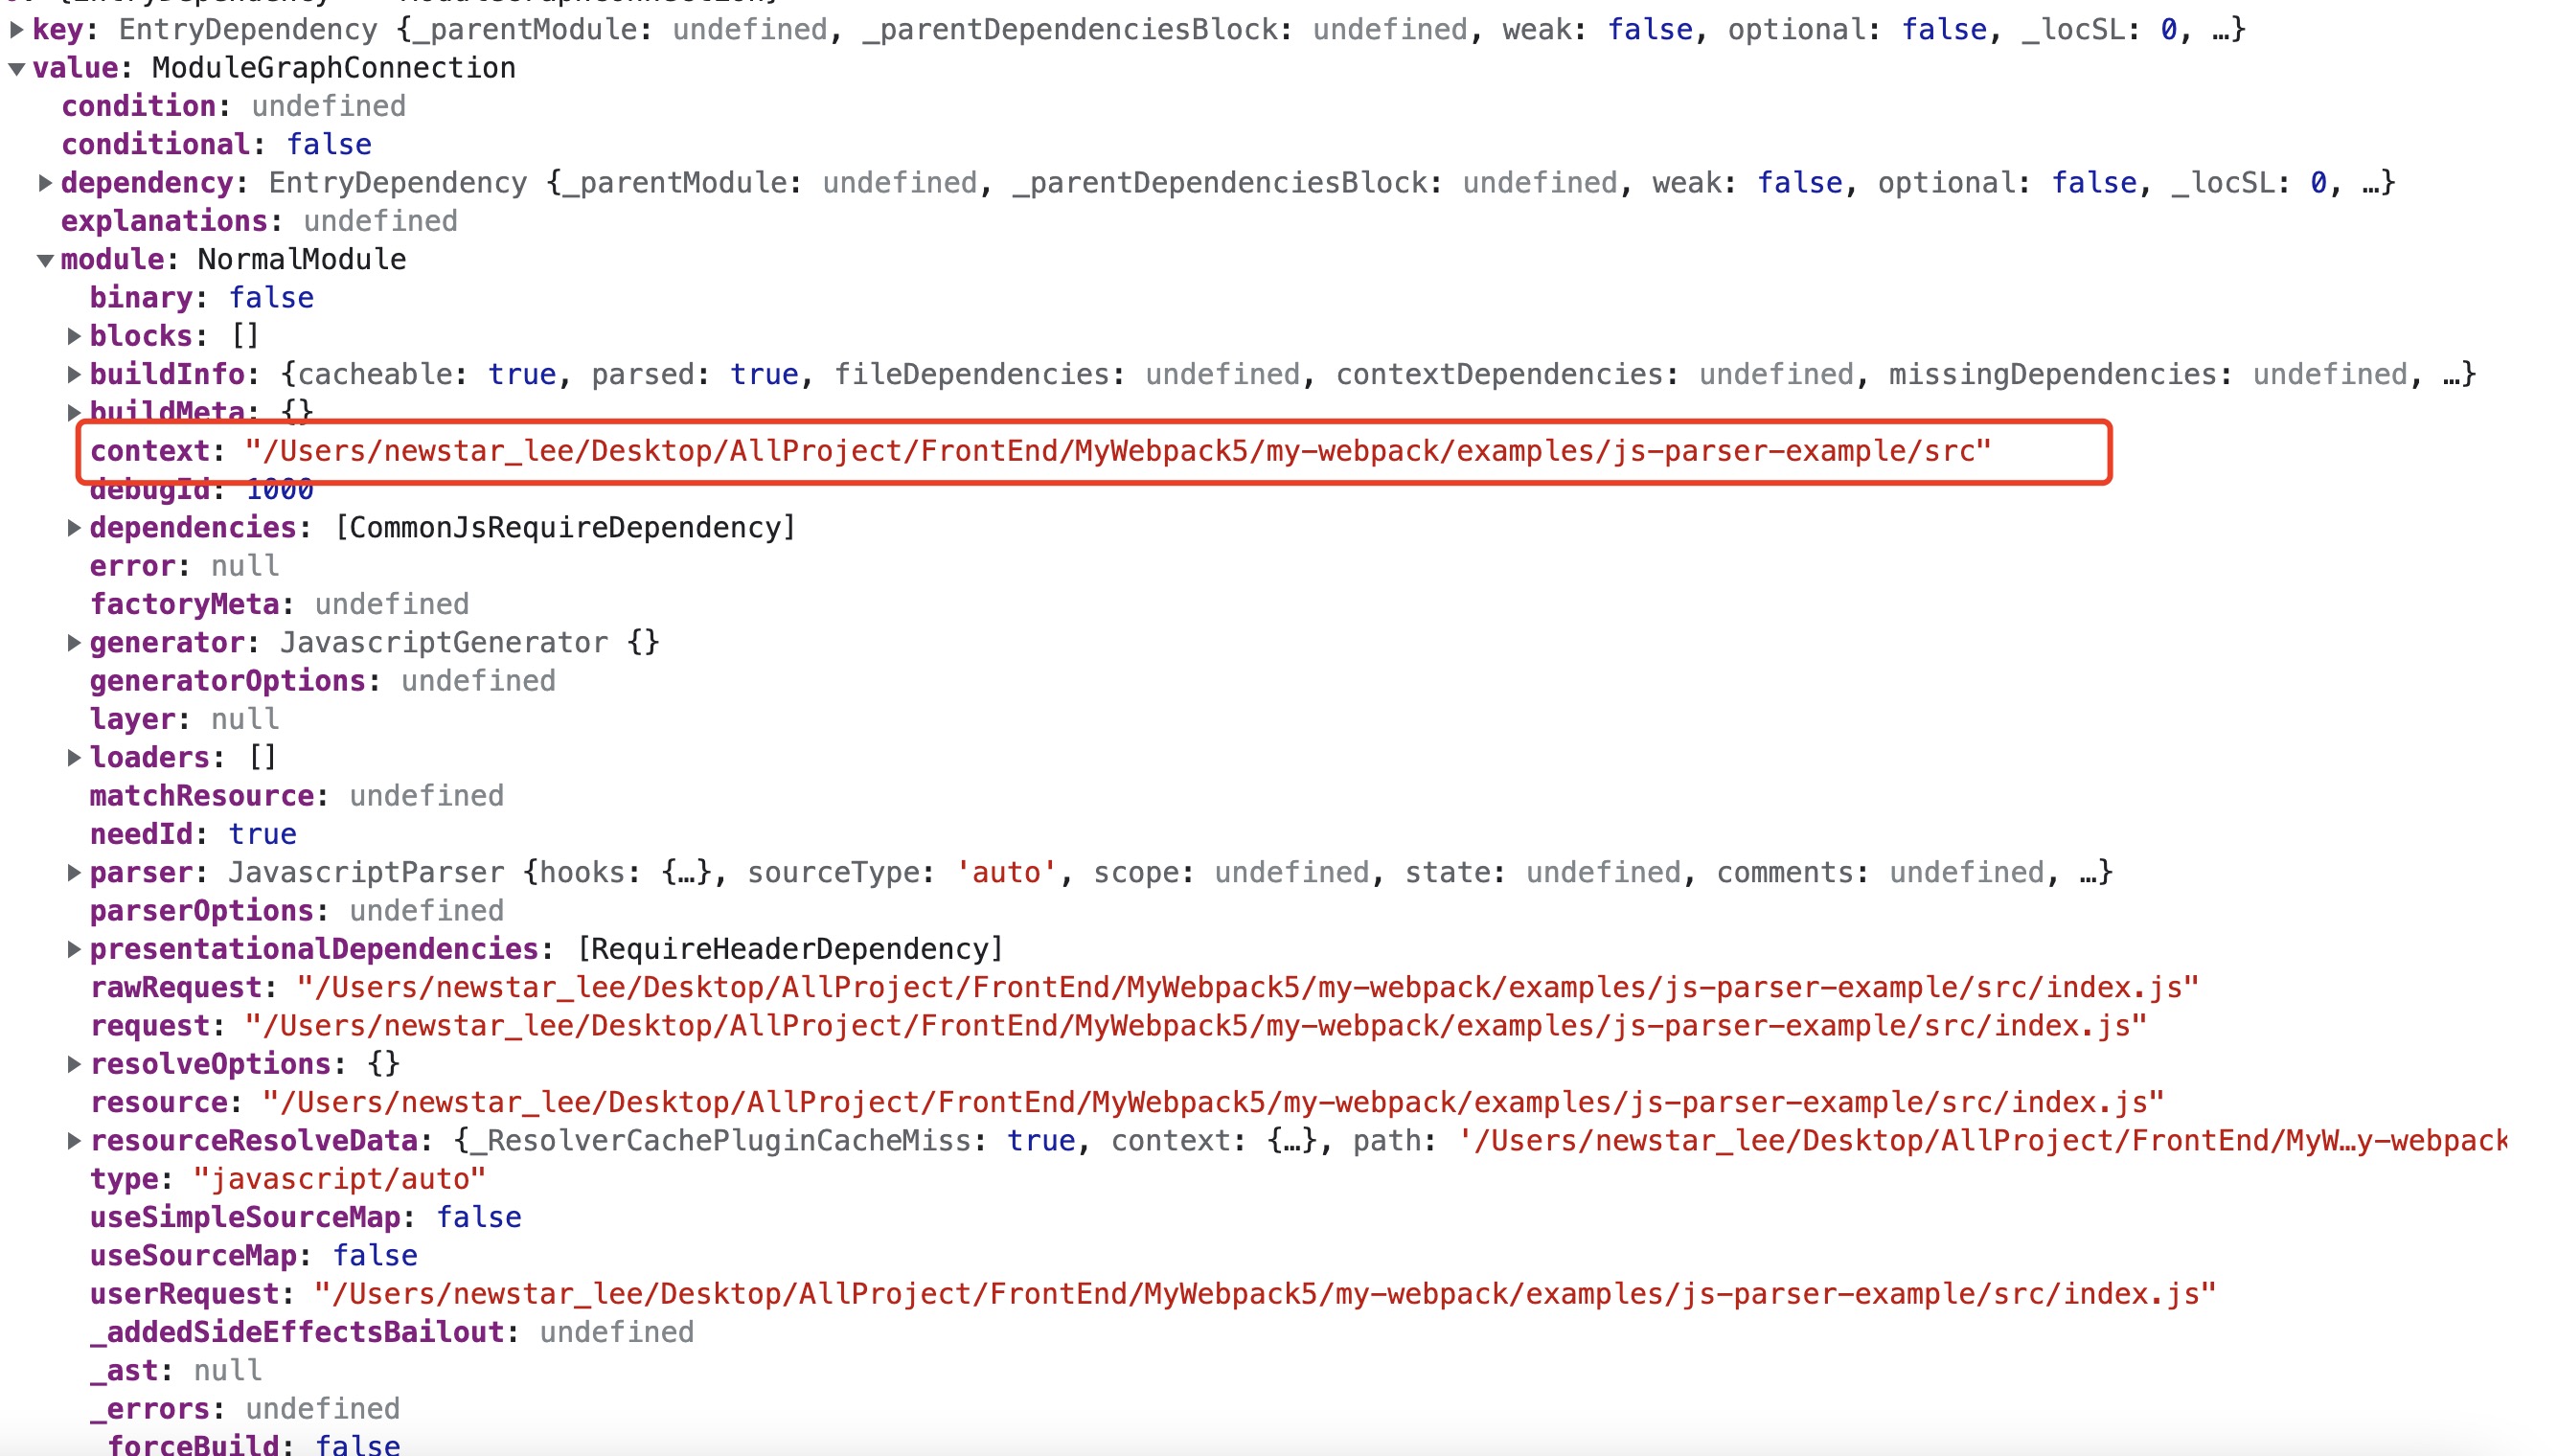 key: EntryDependency {_parentModule: undefined, _parentDependenciesBlock: undefined, weak: false, optional: false, _locSL: 0, …}
value: ModuleGraphConnection
condition: undefined
conditional: false
dependency: EntryDependency {_parentModule: undefined, _parentDependenciesBlock: undefined, weak: false, optional: false, _locSL: 0, …}
explanations: undefined
module: NormalModule
binary: false
blocks: []
buildInfo: {cacheable: true, parsed: true, fileDependencies: undefined, contextDependencies: undefined, missingDependencies: undefined, …}
buildMeta: {}
context: "/Users/newstar_lee/Desktop/AllProject/FrontEnd/MyWebpack5/my-webpack/examples/js-parser-example/src"
debugId: 1000
dependencies: [CommonJsRequireDependency]
error: null
factoryMeta: undefined
generator: JavascriptGenerator {}
generatorOptions: undefined
layer: null
loaders: []
matchResource: undefined
needId: true
parser: JavascriptParser {hooks: {…}, sourceType: 'auto', scope: undefined, state: undefined, comments: undefined, …}
parserOptions: undefined
presentationalDependencies: [RequireHeaderDependency]
rawRequest: "/Users/newstar_lee/Desktop/AllProject/FrontEnd/MyWebpack5/my-webpack/examples/js-parser-example/src/index.js"
request: "/Users/newstar_lee/Desktop/AllProject/FrontEnd/MyWebpack5/my-webpack/examples/js-parser-example/src/index.js"
resolveOptions: {}
resource: "/Users/newstar_lee/Desktop/AllProject/FrontEnd/MyWebpack5/my-webpack/examples/js-parser-example/src/index.js"
resourceResolveData: {_ResolverCachePluginCacheMiss: true, context: {…}, path: '/Users/newstar_lee/Desktop/AllProject/FrontEnd/MyW…y-webpack
type: "javascript/auto"
useSimpleSourceMap: false
useSourceMap: false
userRequest: "/Users/newstar_lee/Desktop/AllProject/FrontEnd/MyWebpack5/my-webpack/examples/js-parser-example/src/index.js"
_addedSideEffectsBailout: undefined
_ast: null
_errors: undefined
_forceBuild: false